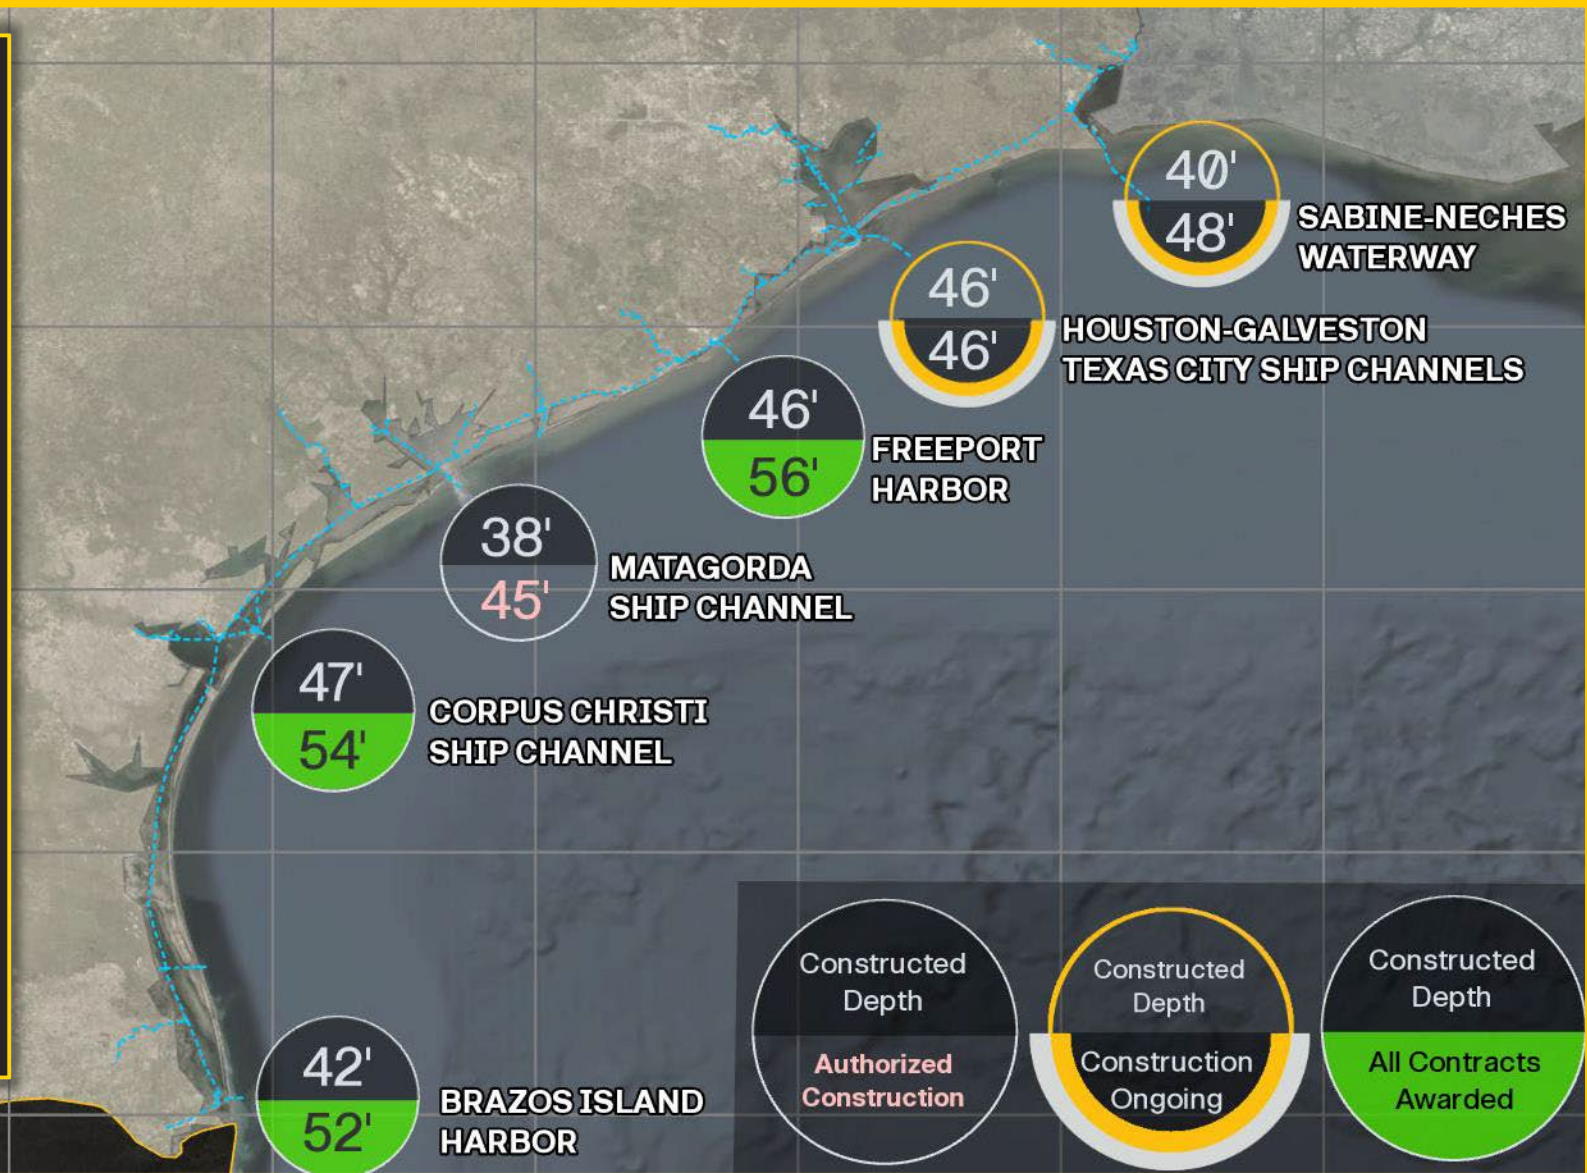 40'
48'
SABINE-NECHES
WATERWAY
46'
46'
HOUSTON-GALVESTON
TEXAS CITY SHIP CHANNELS
46'
56'
FREEPORT
HARBOR
38'
45'
MATAGORDA
SHIP CHANNEL
47'
54'
CORPUS CHRISTI
SHIP CHANNEL
42'
52'
BRAZOS ISLAND
HARBOR
Constructed
Depth
Authorized
Construction
Constructed
Depth
Construction
Ongoing
Constructed
Depth
All Contracts
Awarded